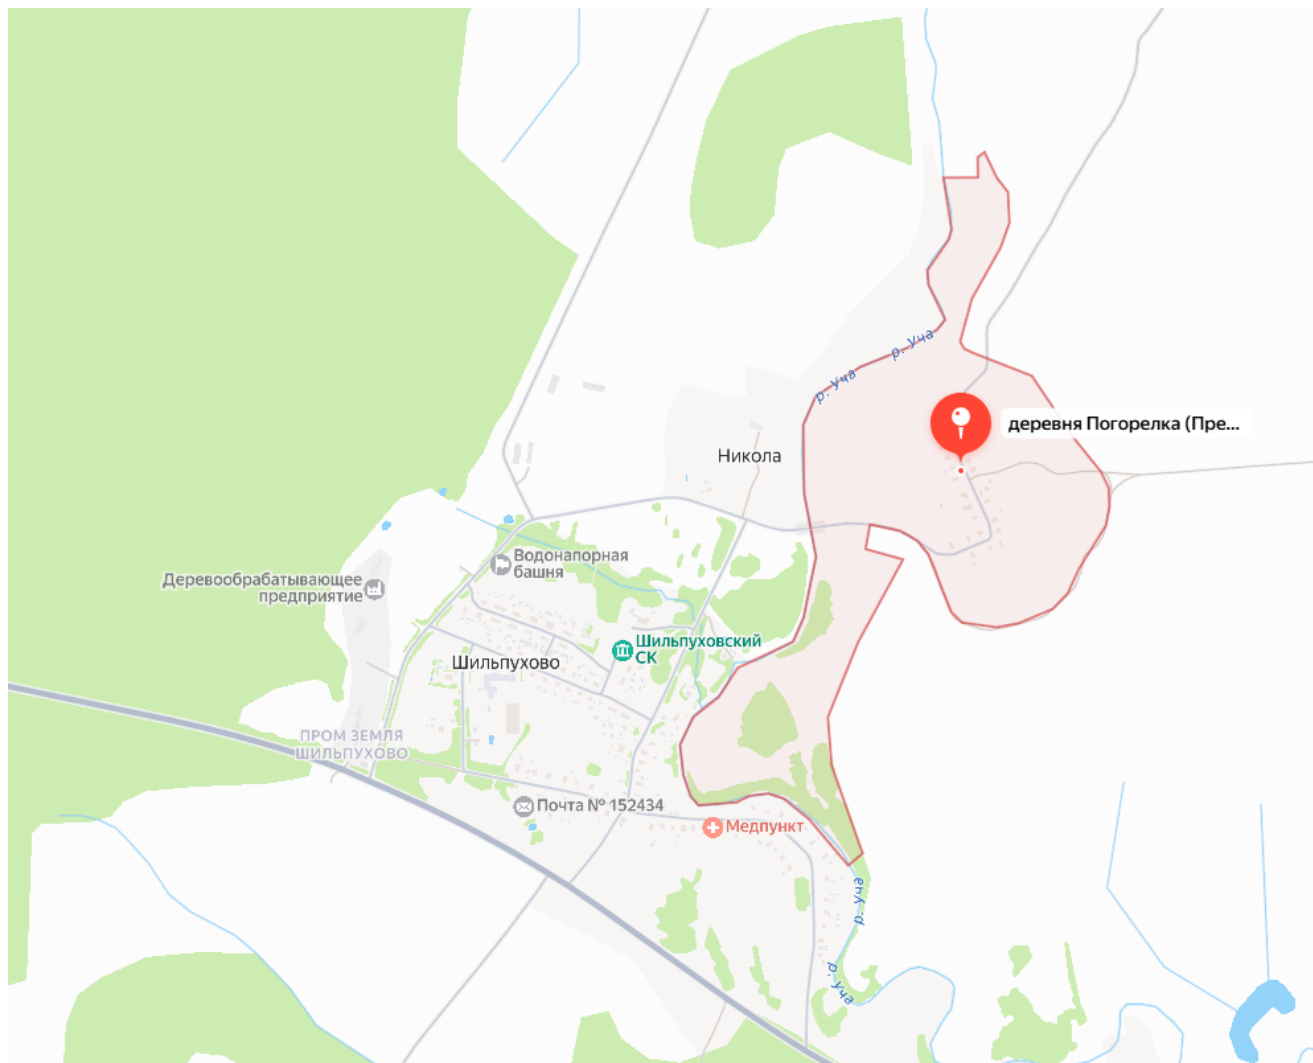 р. Уча
р. Уча
деревня Погорелка (Пре...
Никола
Водонапорная
башня
Деревообрабатывающее
предприятие
Шильпуховский
СК
Шильпухово
ПРОМ ЗЕМЛЯ
ШИЛЬПУХОВО
Почта № 152434
Медпункт
р. Уча
р. Уча